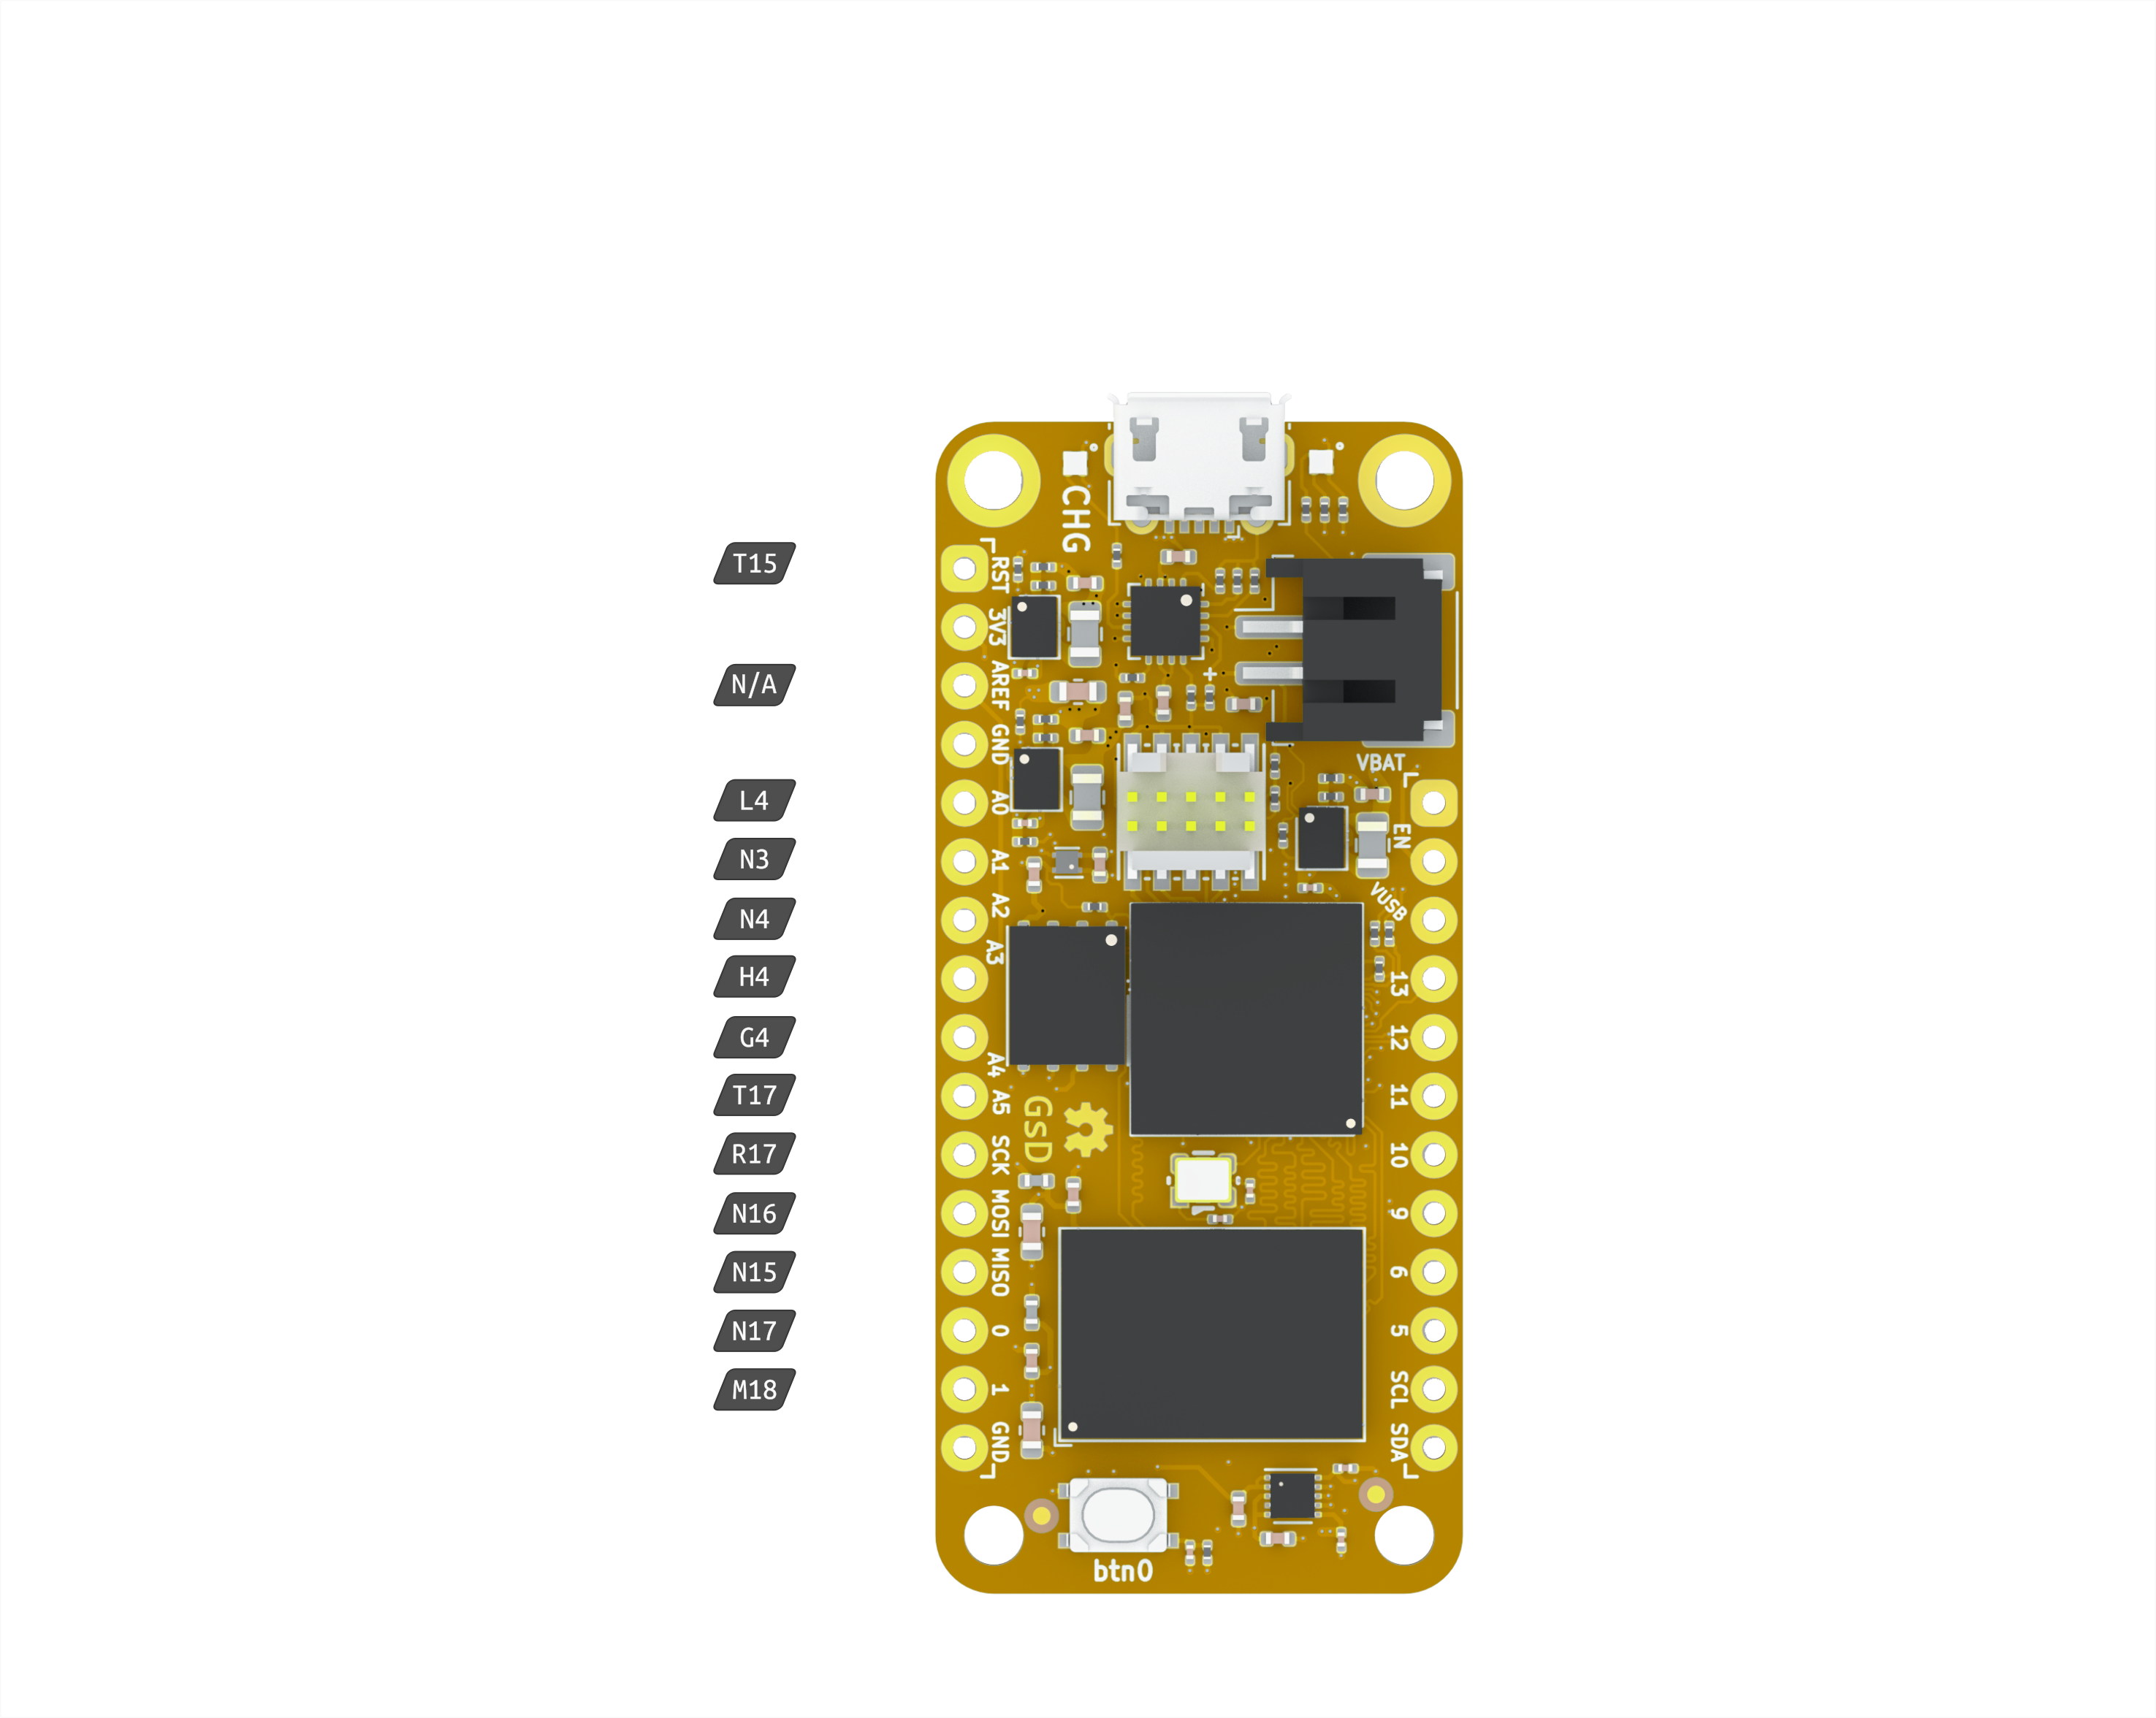 CHG
T15
RST
3V3
N/A
AREF
GND
VBAT
L4
A0
EN
N3
A1
VUSB
N4
A2
A3
H4
13
G4
12
A4
T17
A5
11
GSD
R17
SCK
10
N16
MOSI
9
N15
MISO
6
N17
0
5
M18
1
SCL
GND
SDA
btn0
+